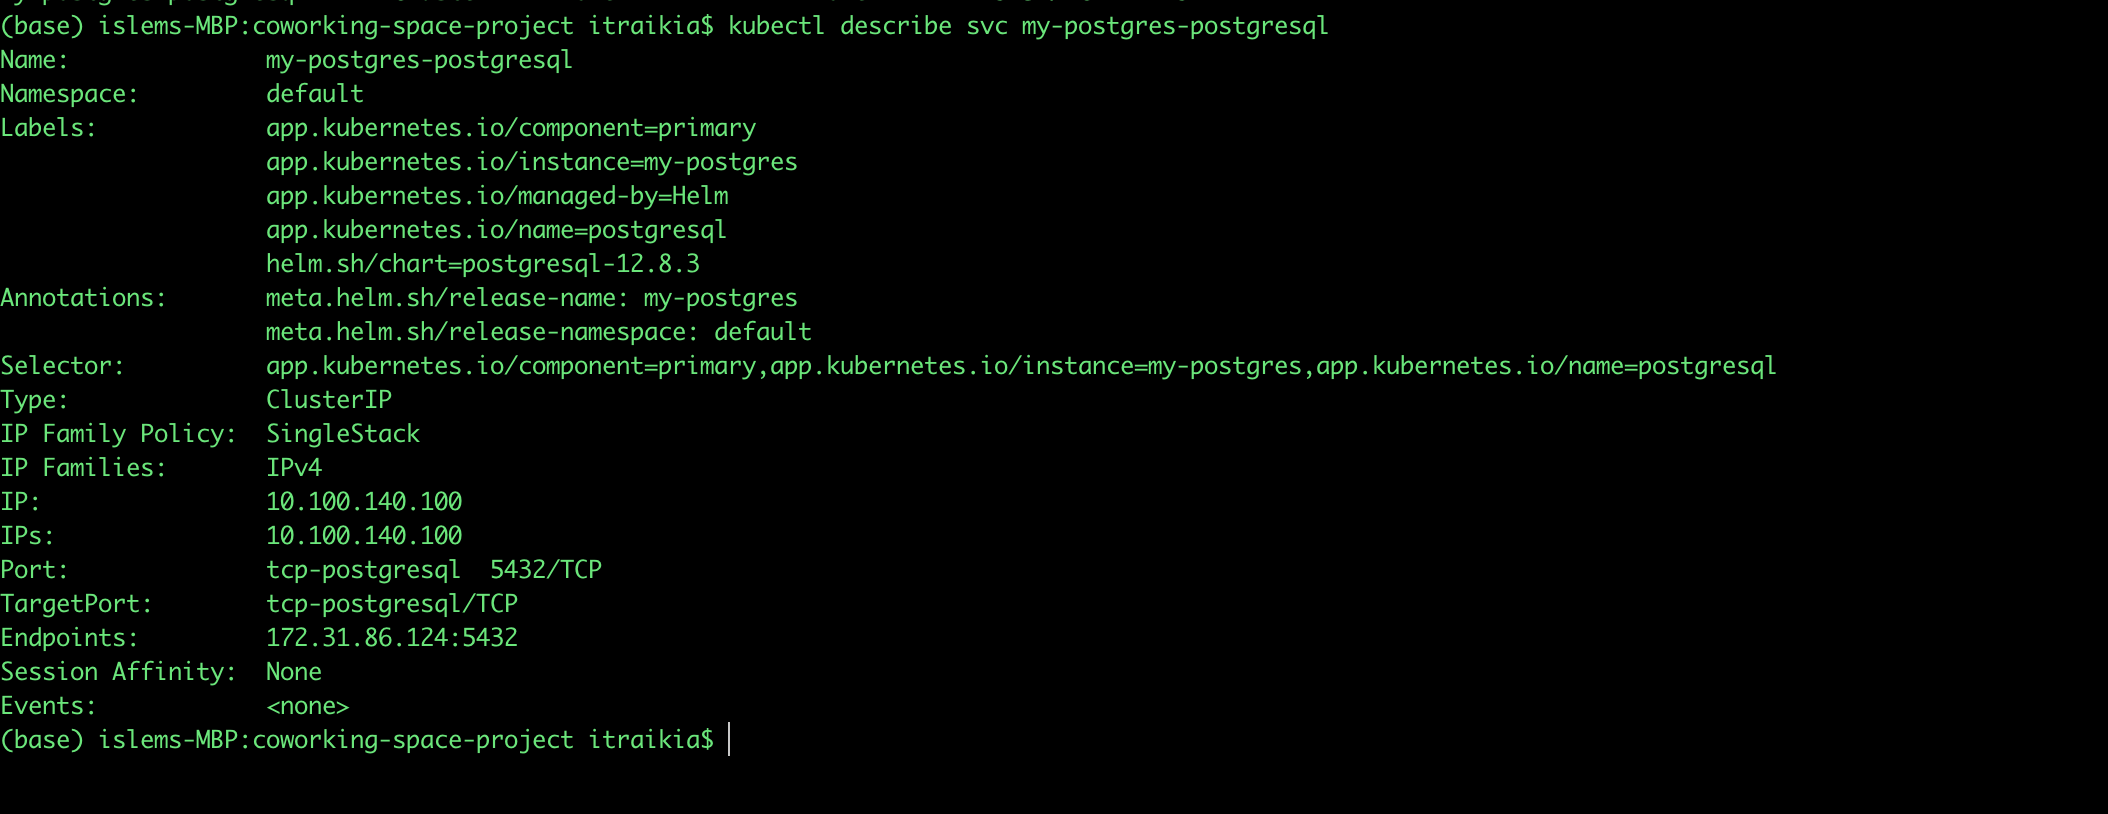 (base) islems-MBP:coworking-space-project itraikia$ kubectl describe svc my-postgres-postgresql
Name:              my-postgres-postgresql
Namespace:         default
Labels:            app.kubernetes.io/component=primary
                   app.kubernetes.io/instance=my-postgres
                   app.kubernetes.io/managed-by=Helm
                   app.kubernetes.io/name=postgresql
                   helm.sh/chart=postgresql-12.8.3
Annotations:       meta.helm.sh/release-name: my-postgres
                   meta.helm.sh/release-namespace: default
Selector:          app.kubernetes.io/component=primary,app.kubernetes.io/instance=my-postgres,app.kubernetes.io/name=postgresql
Type:              ClusterIP
IP Family Policy:  SingleStack
IP Families:       IPv4
IP:                10.100.140.100
IPs:               10.100.140.100
Port:              tcp-postgresql  5432/TCP
TargetPort:        tcp-postgresql/TCP
Endpoints:         172.31.86.124:5432
Session Affinity:  None
Events:            <none>
(base) islems-MBP:coworking-space-project itraikia$